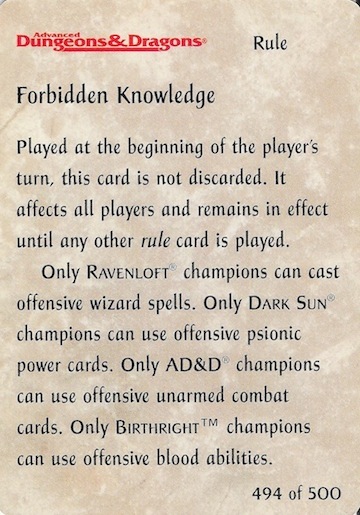 Advanced
Dungeons&Dragons® Rule
Forbidden Knowledge
Played at the beginning of the player's
turn, this card is not discarded. It
affects all players and remains in effect
until any other rule card is played.
Only RAVENLOFT® champions can cast
offensive wizard spells. Only DARK SUN®
champions can use offensive psionic
power cards. Only AD&D® champions
can use offensive unarmed combat
cards. Only BIRTHRIGHT™ champions
can use offensive blood abilities.
494 of 500